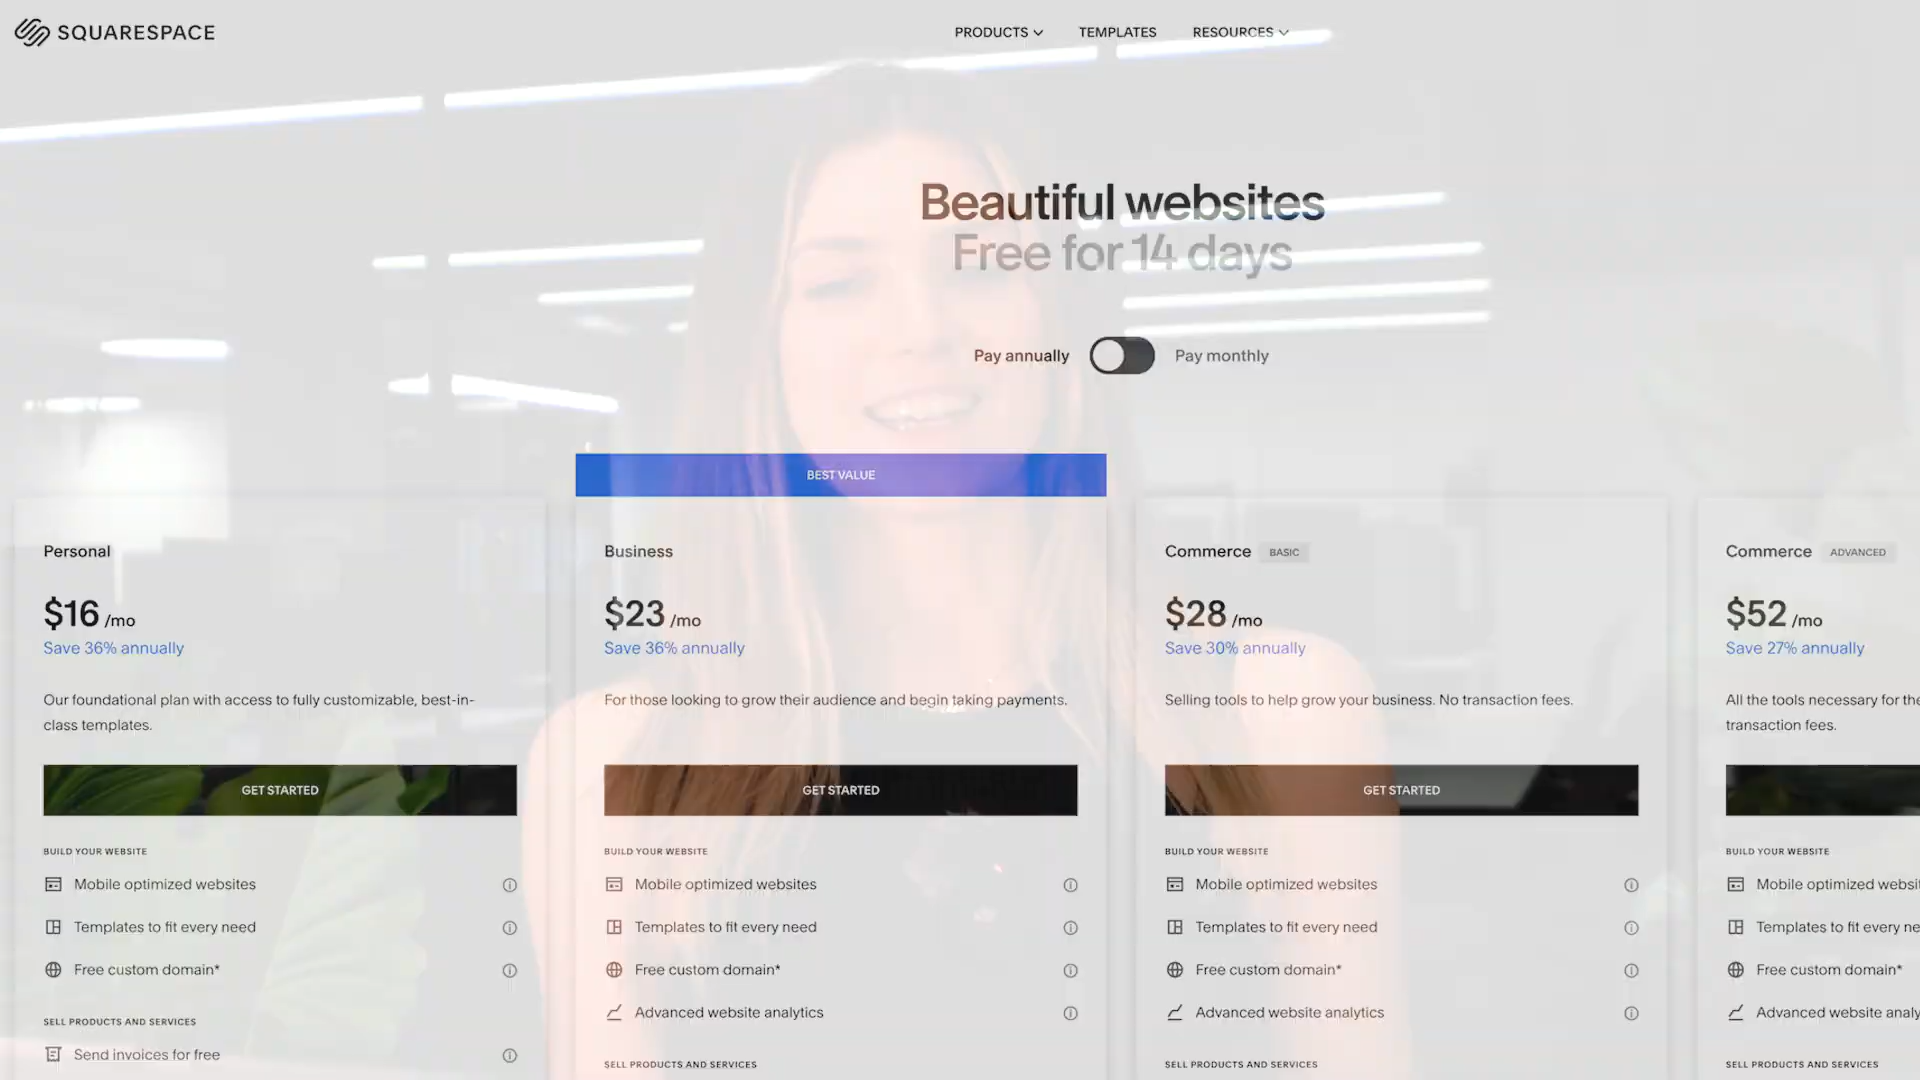 SQUARESPACE
PRODUCTS
TEMPLATES
RESOURCES
Beautiful websites
Free for 14 days
Pay annually
Pay monthly
BEST VALUE
Personal
$16 /mo
Save 36% annually
Our foundational plan with access to fully customizable, best-in-
class templates.
GET STARTED
BUILD YOUR WEBSITE
Mobile optimized websites
Templates to fit every need
Free custom domain*
SELL PRODUCTS AND SERVICES
Send invoices for free
Business
$23 /mo
Save 36% annually
For those looking to grow their audience and begin taking payments.
GET STARTED
BUILD YOUR WEBSITE
Mobile optimized websites
Templates to fit every need
Free custom domain*
Advanced website analytics
SELL PRODUCTS AND SERVICES
Commerce BASIC
$28 /mo
Save 30% annually
Selling tools to help grow your business. No transaction fees.
GET STARTED
BUILD YOUR WEBSITE
Mobile optimized websites
Templates to fit every need
Free custom domain*
Advanced website analytics
SELL PRODUCTS AND SERVICES
Commerce ADVANCED
$52 /mo
Save 27% annually
All the tools necessary for the
transaction fees.
BUILD YOUR WEBSITE
Mobile optimized websi
Templates to fit every ne
Free custom domain*
Advanced website analy
SELL PRODUCTS AND SERVICES